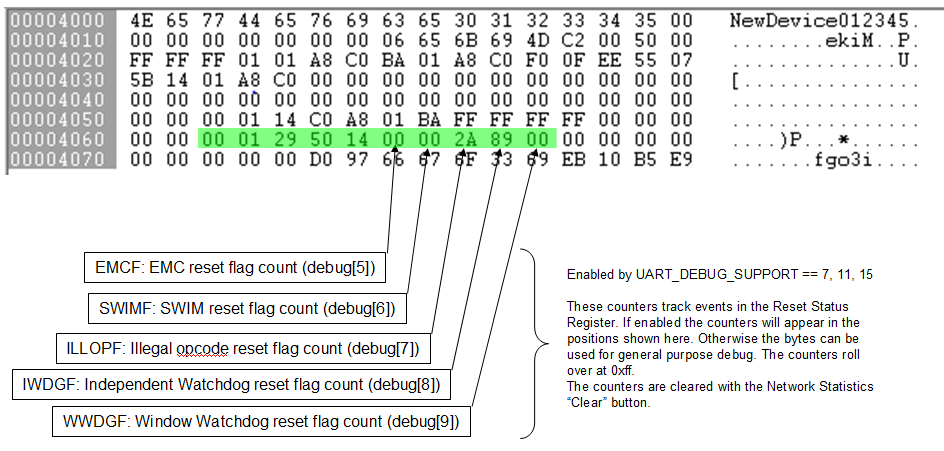 00004000 4E 65 77 44 65 76 69 63 65 30 31 32 33 34 35 00 NewDevice012345.
00004010 00 00 00 00 00 00 00 06 65 6B 69 4D C2 00 50 00 ........ekiM..P.
00004020 FF FF FF 01 01 A8 C0 BA 01 A8 C0 F0 0F EE 55 07 ..............U.
00004030 5B 14 01 A8 C0 00 00 00 00 00 00 00 00 00 00 00 [...............
00004040 00 00 00 00 00 00 00 00 00 00 00 00 00 00 00 00 ................
00004050 00 00 00 01 14 C0 A8 01 BA FF FF FF FF 00 00 00 ................
00004060 00 00 00 01 29 50 14 00 00 2A 89 00 00 00 00 00 ....)P...*......
00004070 00 00 00 00 00 D0 97 66 67 6F 33 69 EB 10 B5 E9 .......fgo3i....
EMCF: EMC reset flag count (debug[5])
SWIMF: SWIM reset flag count (debug[6])
ILLOPF: Illegal opcode reset flag count (debug[7])
IWDGF: Independent Watchdog reset flag count (debug[8])
WWDGF: Window Watchdog reset flag count (debug[9])
Enabled by UART_DEBUG_SUPPORT == 7, 11, 15
These counters track events in the Reset Status
Register. If enabled the counters will appear in the
positions shown here. Otherwise the bytes can be
used for general purpose debug. The counters roll
over at 0xff.
The counters are cleared with the Network Statistics
“Clear” button.